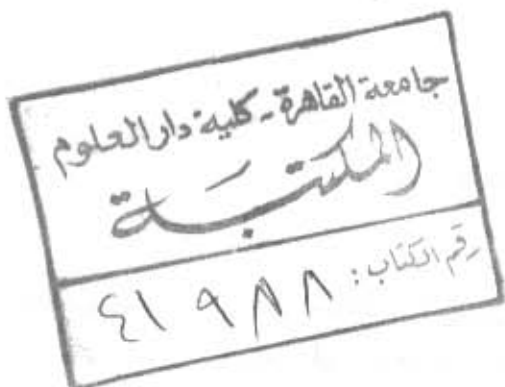 جامعة القاهرة - كلية دار العلوم
المكتبة
رقم الكتاب: ٤١٩٨٨